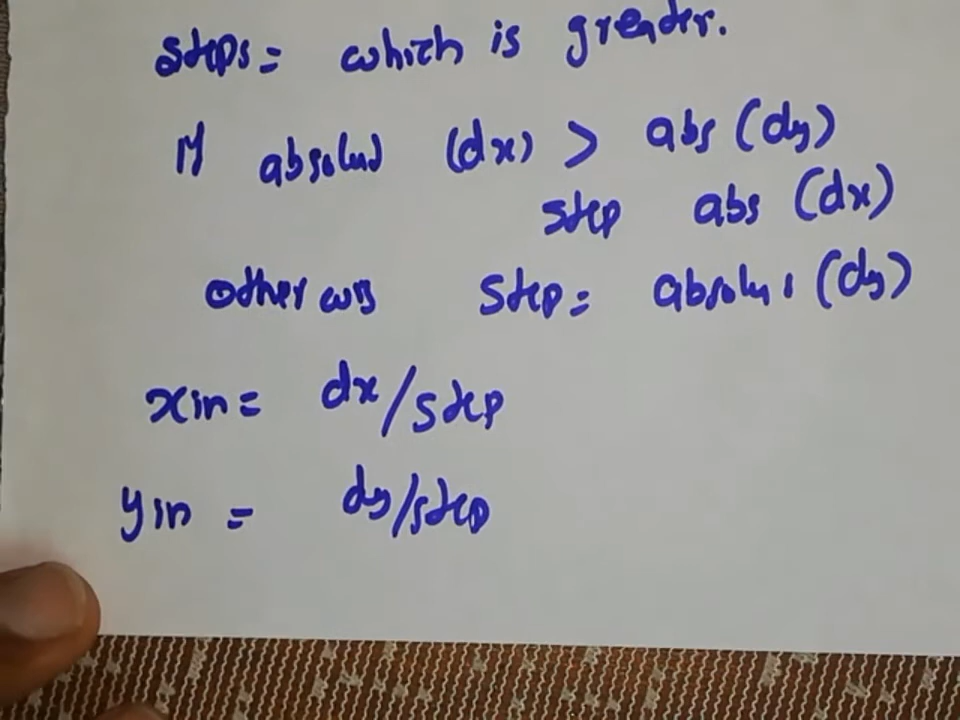 steps= which is greater.
If absolud (dx) > abs (dy)
step abs (dx)
otherwis step= absolut (dy)
xin= dx/step
yin = dy/step